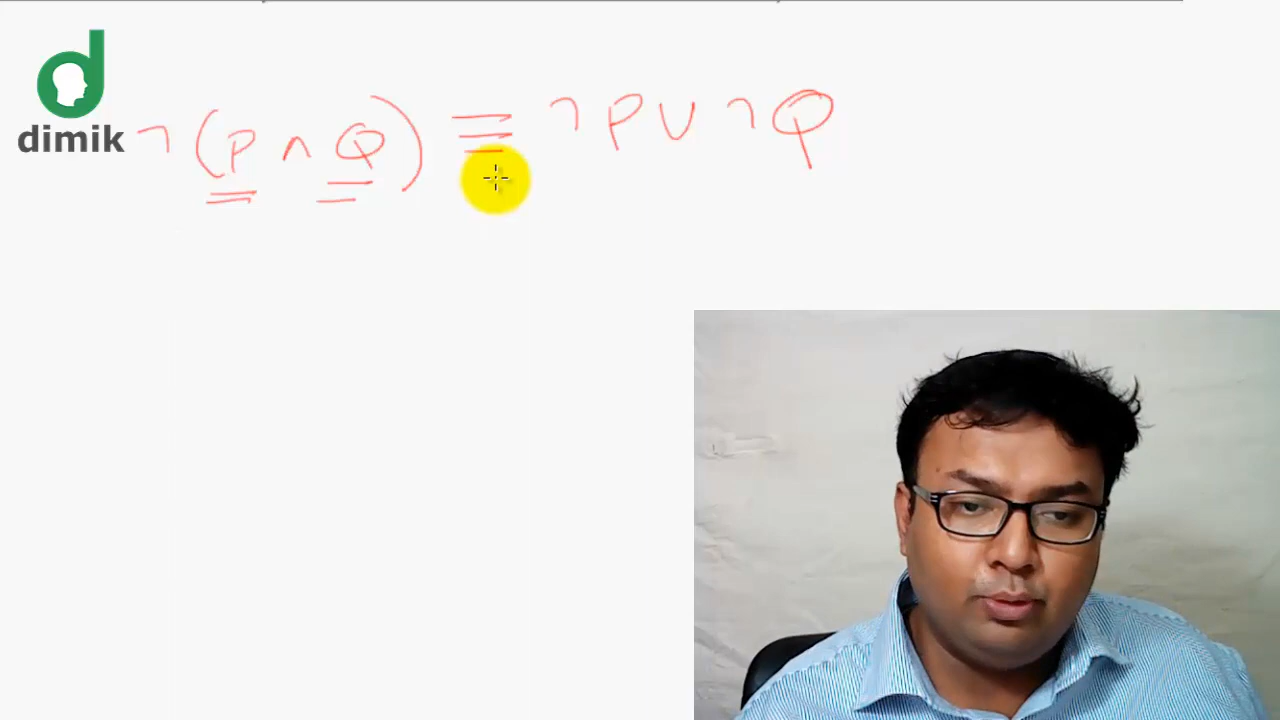 dimik
¬(P ∧ Q) ≡ ¬P ∨ ¬Q